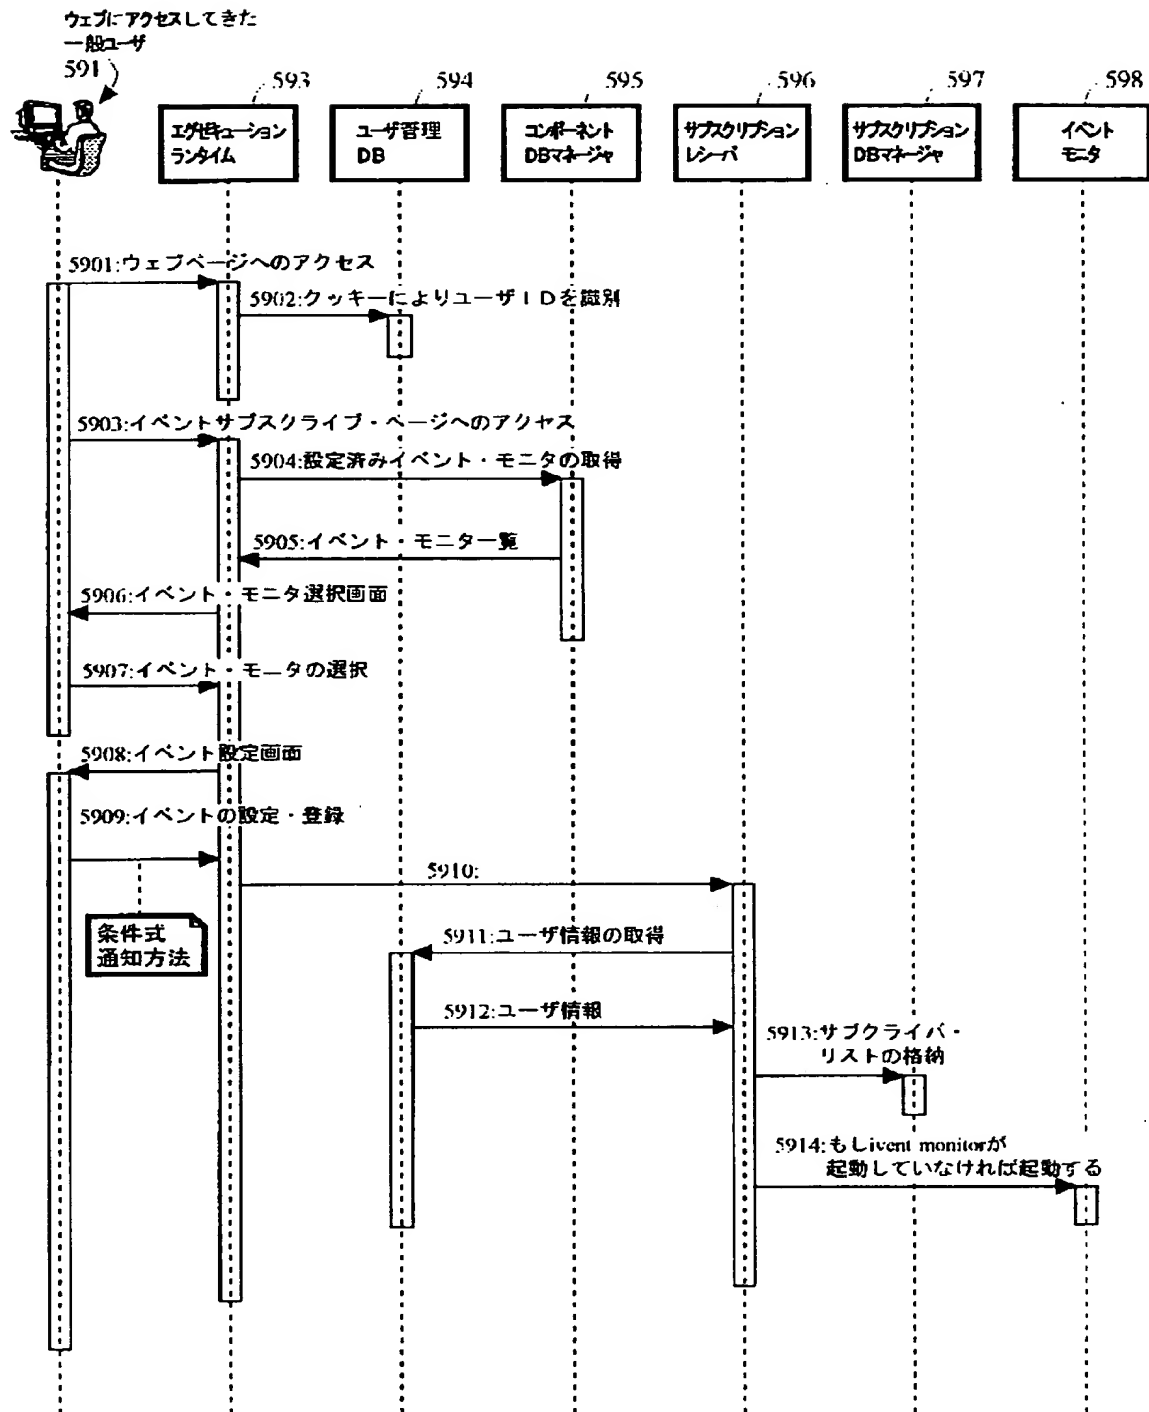 ウェブにアクセスしてきた
一般ユーザ
591
593
594
595
596
597
598
エグゼキューション
ランタイム
ユーザ管理
DB
コンポーネント
DBマネージャ
サブスクリプション
レシーバ
サブスクリプション
DBマネージャ
イベント
モニタ
5901:ウェブページへのアクセス
5902:クッキーによりユーザIDを識別
5903:イベントサブスクライブ・ページへのアクセス
5904:設定済みイベント・モニタの取得
5905:イベント・モニター覧
5906:イベント・モニタ選択画面
5907:イベント・モニタの選択
5908:イベント設定画面
5909:イベントの設定・登録
5910:
条件式
通知方法
5911:ユーザ情報の取得
5912:ユーザ情報
5913:サブクライバ・
リストの格納
5914:もしivent monitorが
起動していなければ起動する